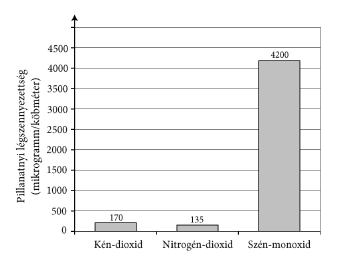 Pillanatnyi légszennyezettség
(mikrogramm/köbméter)
4500
4000
3500
3000
2500
2000
1500
1000
500
0
170
135
4200
Kén-dioxid
Nitrogén-dioxid
Szén-monoxid